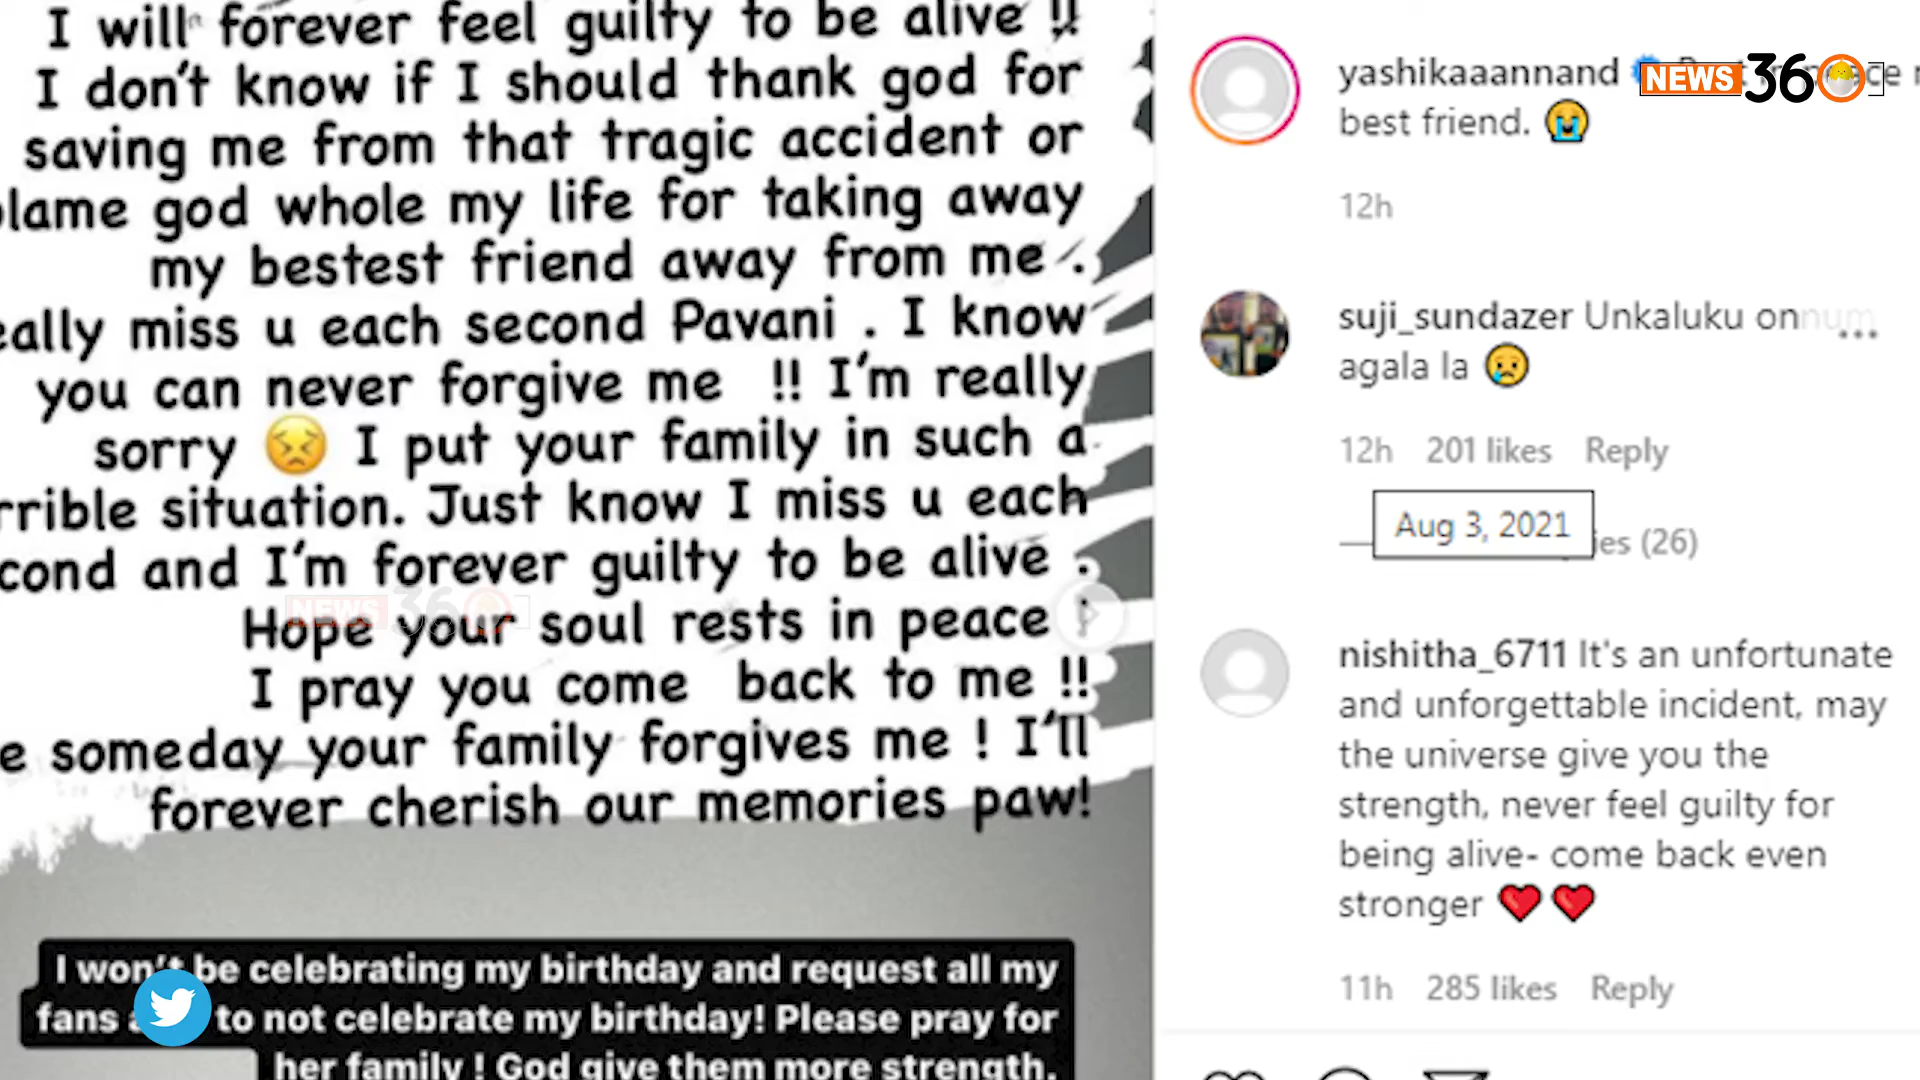 I will forever feel guilty to be alive !!
I don't know if I should thank god for
saving me from that tragic accident or
blame god whole my life for taking away
my bestest friend away from me .
really miss u each second Pavani . I know
you can never forgive me !! I'm really
sorry 😣 I put your family in such a
terrible situation. Just know I miss u each
second and I'm forever guilty to be alive .
Hope your soul rests in peace !
I pray you come back to me !!
someday your family forgives me ! I'll
forever cherish our memories paw!
I won't be celebrating my birthday and request all my
fans to not celebrate my birthday! Please pray for
her family ! God give them more strength.
NEWS 360
yashikaaannand
best friend. 😭
12h
suji_sundazer Unkaluku onnum
agala la 😢
12h 201 likes Reply
Aug 3, 2021
(26)
nishitha_6711 It's an unfortunate
and unforgettable incident, may
the universe give you the
strength, never feel guilty for
being alive- come back even
stronger ❤️❤️
11h 285 likes Reply
NEWS 360